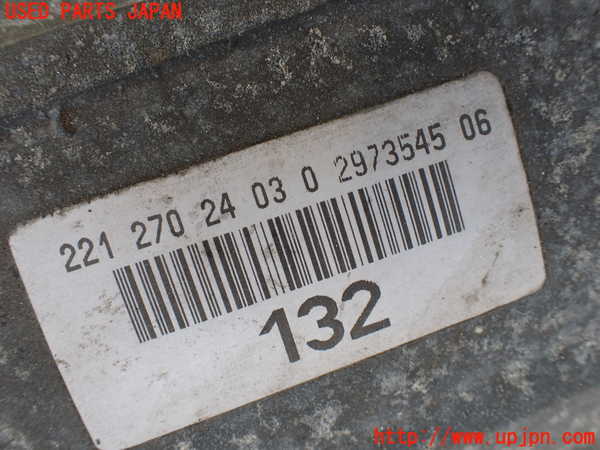 USED PARTS JAPAN
221 270 24 03 0 2973545 06
132
http://www.upjpn.com/